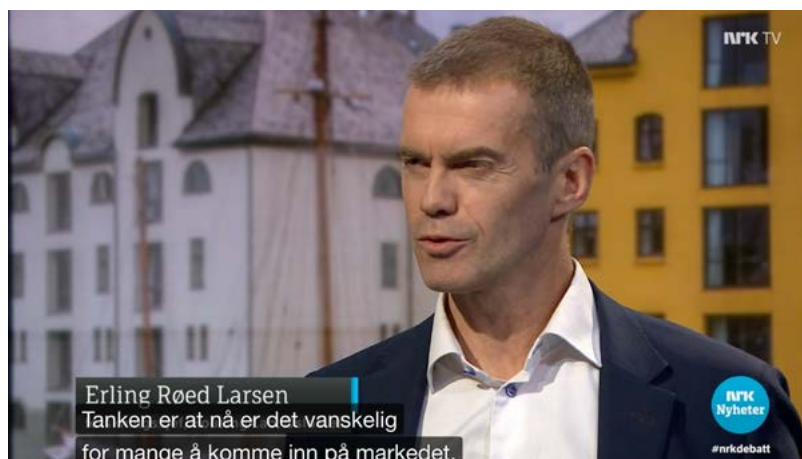 NRK TV
Erling Røed Larsen
Tanken er at nå er det vanskelig
for mange å komme inn på markedet.
NRK
Nyheter
#nrkdebatt